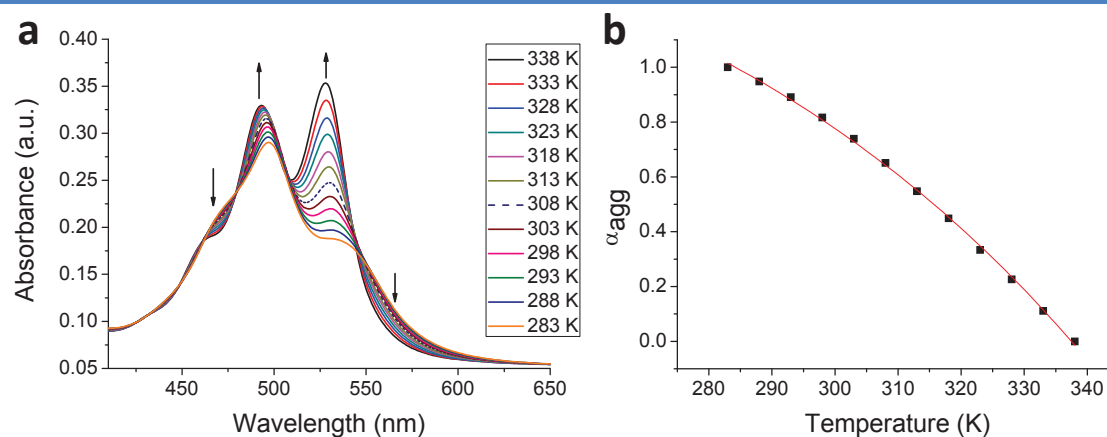 a
0.40
0.35
0.30
0.25
0.20
0.15
0.10
0.05
Absorbance (a.u.)
450
500
550
600
650
Wavelength (nm)
338 K
333 K
328 K
323 K
318 K
313 K
308 K
303 K
298 K
293 K
288 K
283 K
b
1.0
0.8
0.6
0.4
0.2
0.0
αagg
280
290
300
310
320
330
340
Temperature (K)